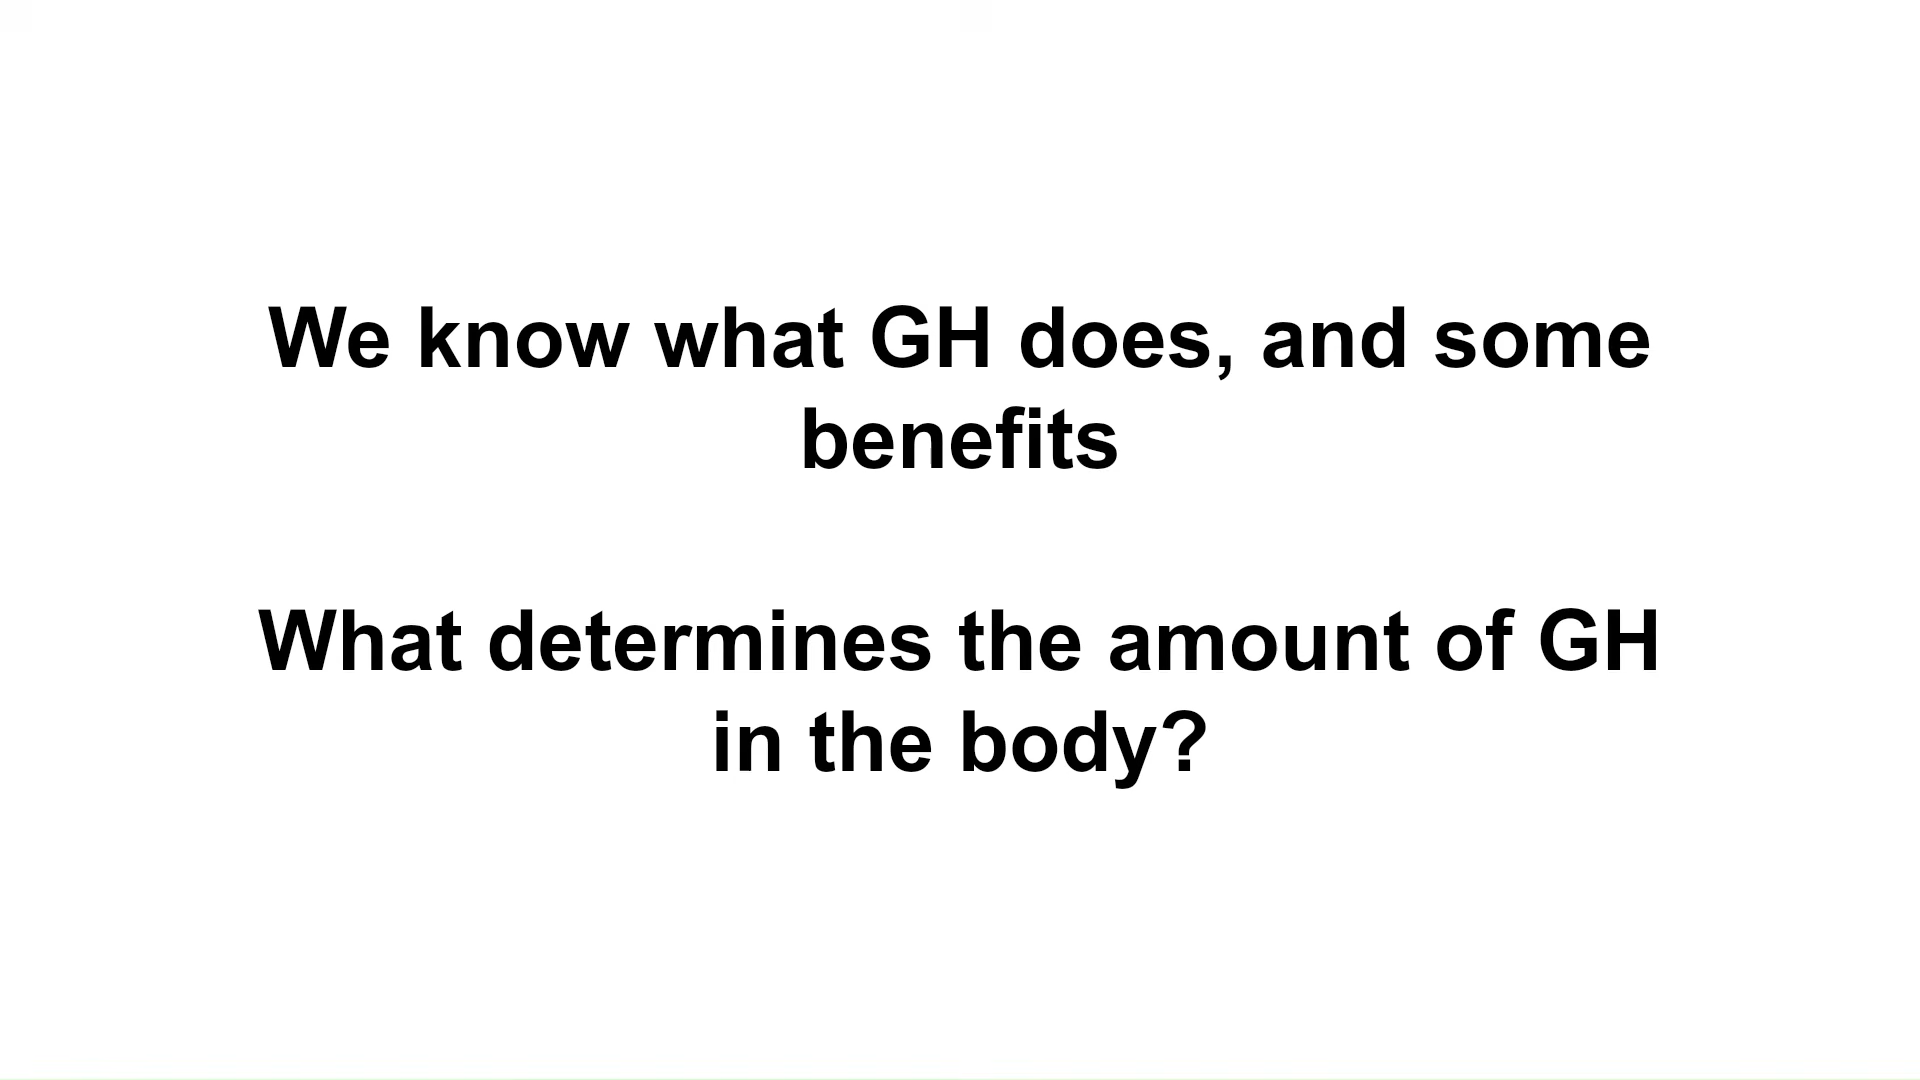 We know what GH does, and some
benefits
What determines the amount of GH
in the body?